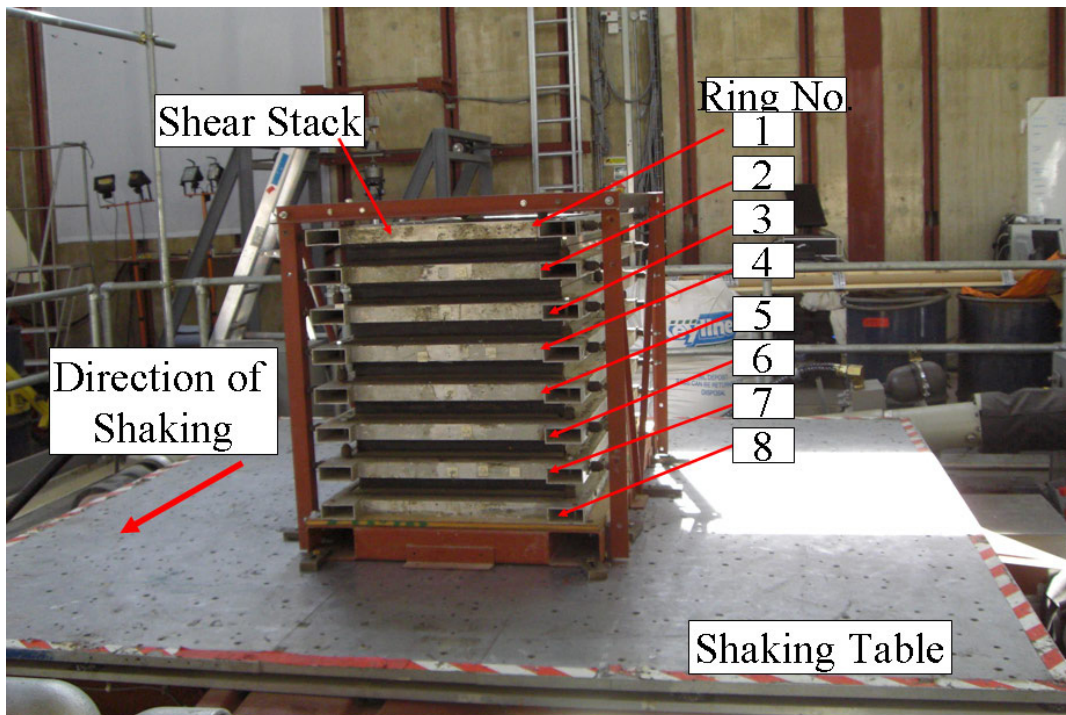 Ring No.
Shear Stack
1
2
3
4
5
6
7
8
Direction of
Shaking
Shaking Table